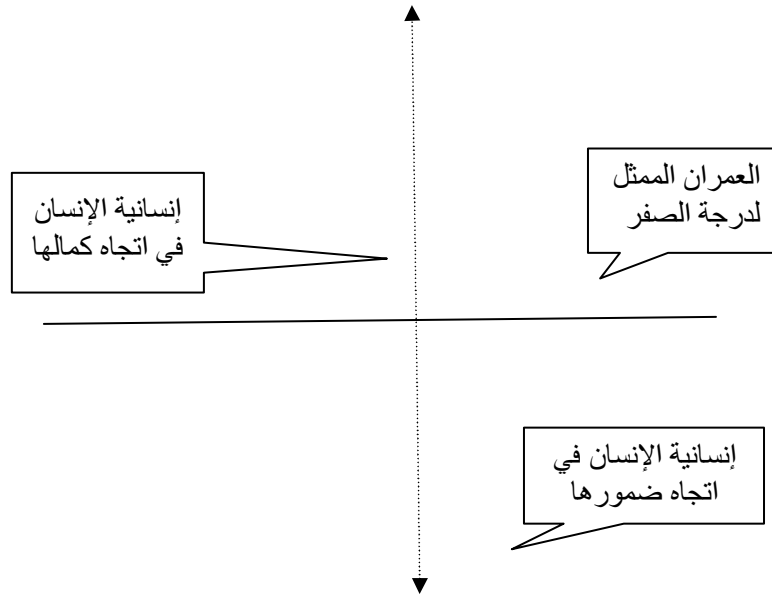 العمران الممثل
لدرجة الصفر
إنسانية الإنسان
في اتجاه كمالها
إنسانية الإنسان في
اتجاه ضمورها